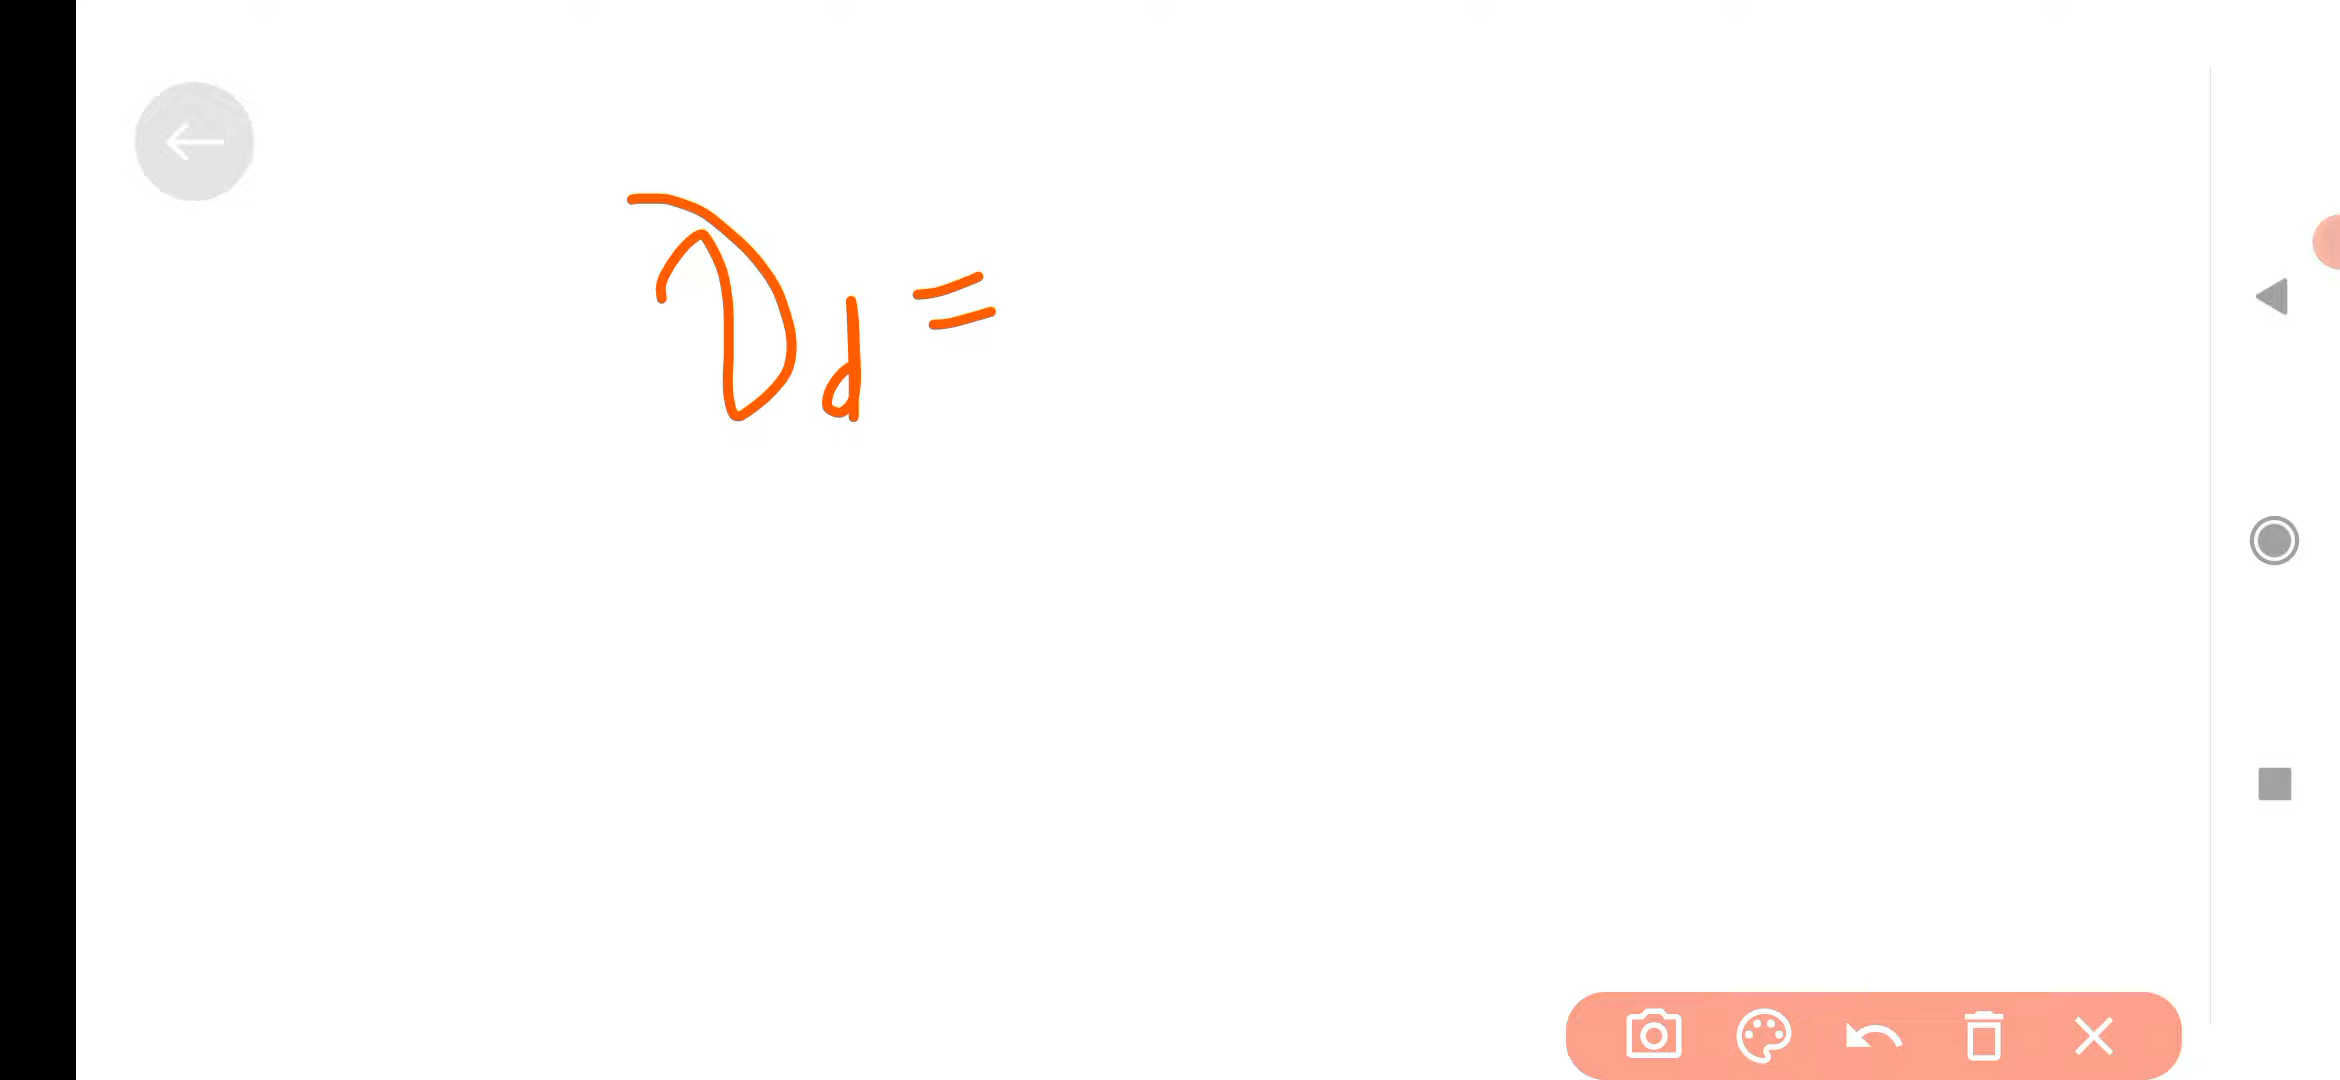 λd =